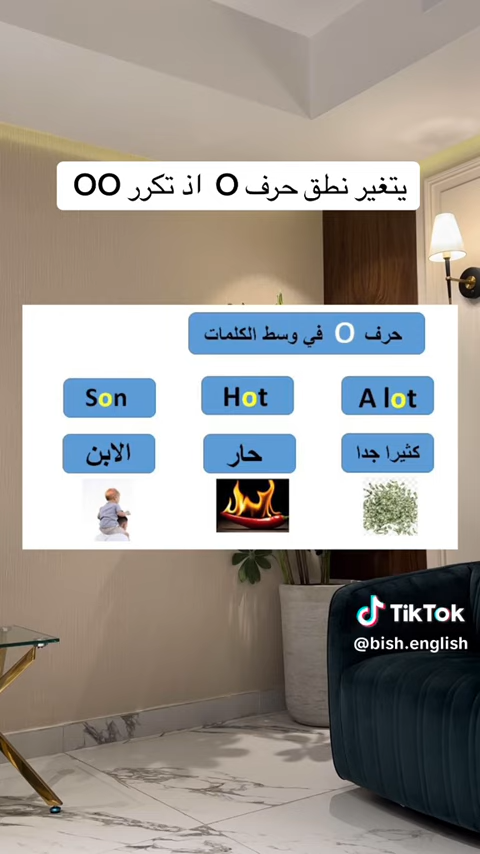 يتغير نطق حرف O اذ تكرر OO
حرف O في وسط الكلمات
Son Hot A lot
الابن حار كثيرا جدا
TikTok
@bish.english